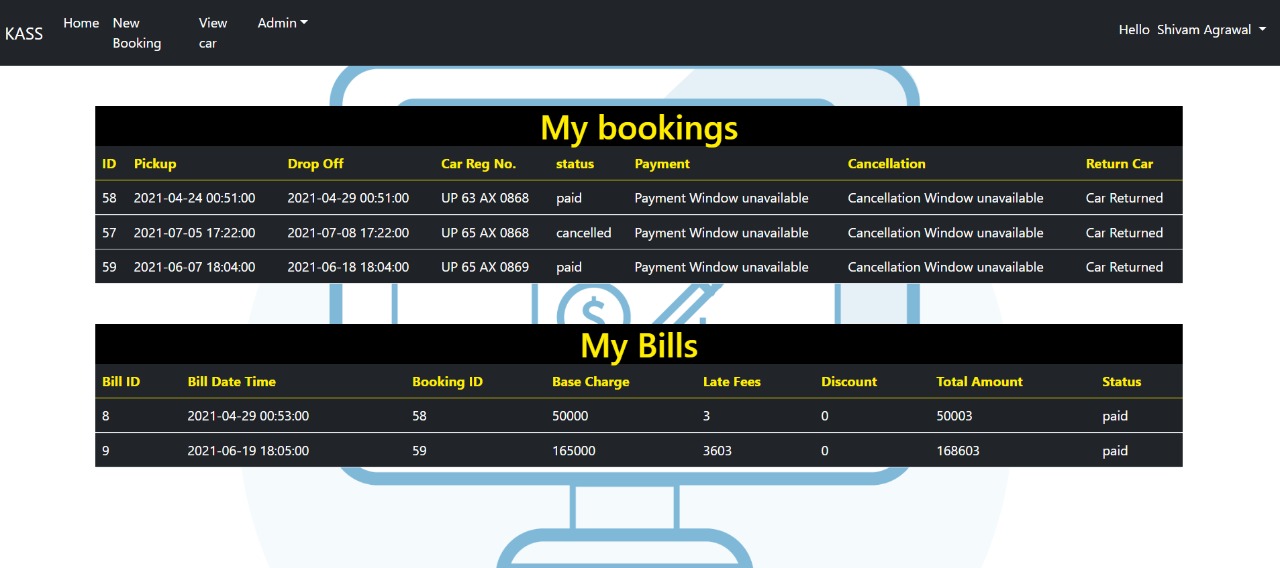 KASS Home New Booking View car Admin Hello Shivam Agrawal
My bookings
ID Pickup Drop Off Car Reg No. status Payment Cancellation Return Car
58 2021-04-24 00:51:00 2021-04-29 00:51:00 UP 63 AX 0868 paid Payment Window unavailable Cancellation Window unavailable Car Returned
57 2021-07-05 17:22:00 2021-07-08 17:22:00 UP 65 AX 0868 cancelled Payment Window unavailable Cancellation Window unavailable Car Returned
59 2021-06-07 18:04:00 2021-06-18 18:04:00 UP 65 AX 0869 paid Payment Window unavailable Cancellation Window unavailable Car Returned
$
My Bills
Bill ID Bill Date Time Booking ID Base Charge Late Fees Discount Total Amount Status
8 2021-04-29 00:53:00 58 50000 3 0 50003 paid
9 2021-06-19 18:05:00 59 165000 3603 0 168603 paid